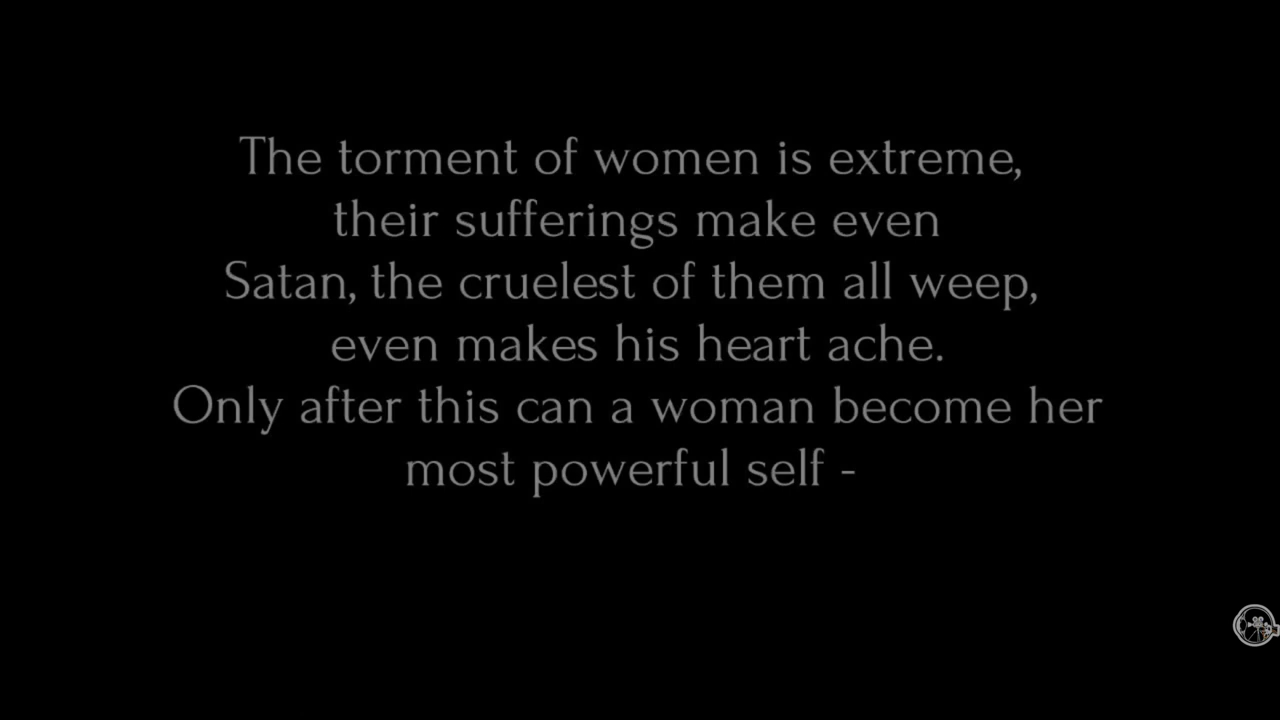 The torment of women is extreme,
their sufferings make even
Satan, the cruelest of them all weep,
even makes his heart ache.
Only after this can a woman become her
most powerful self -